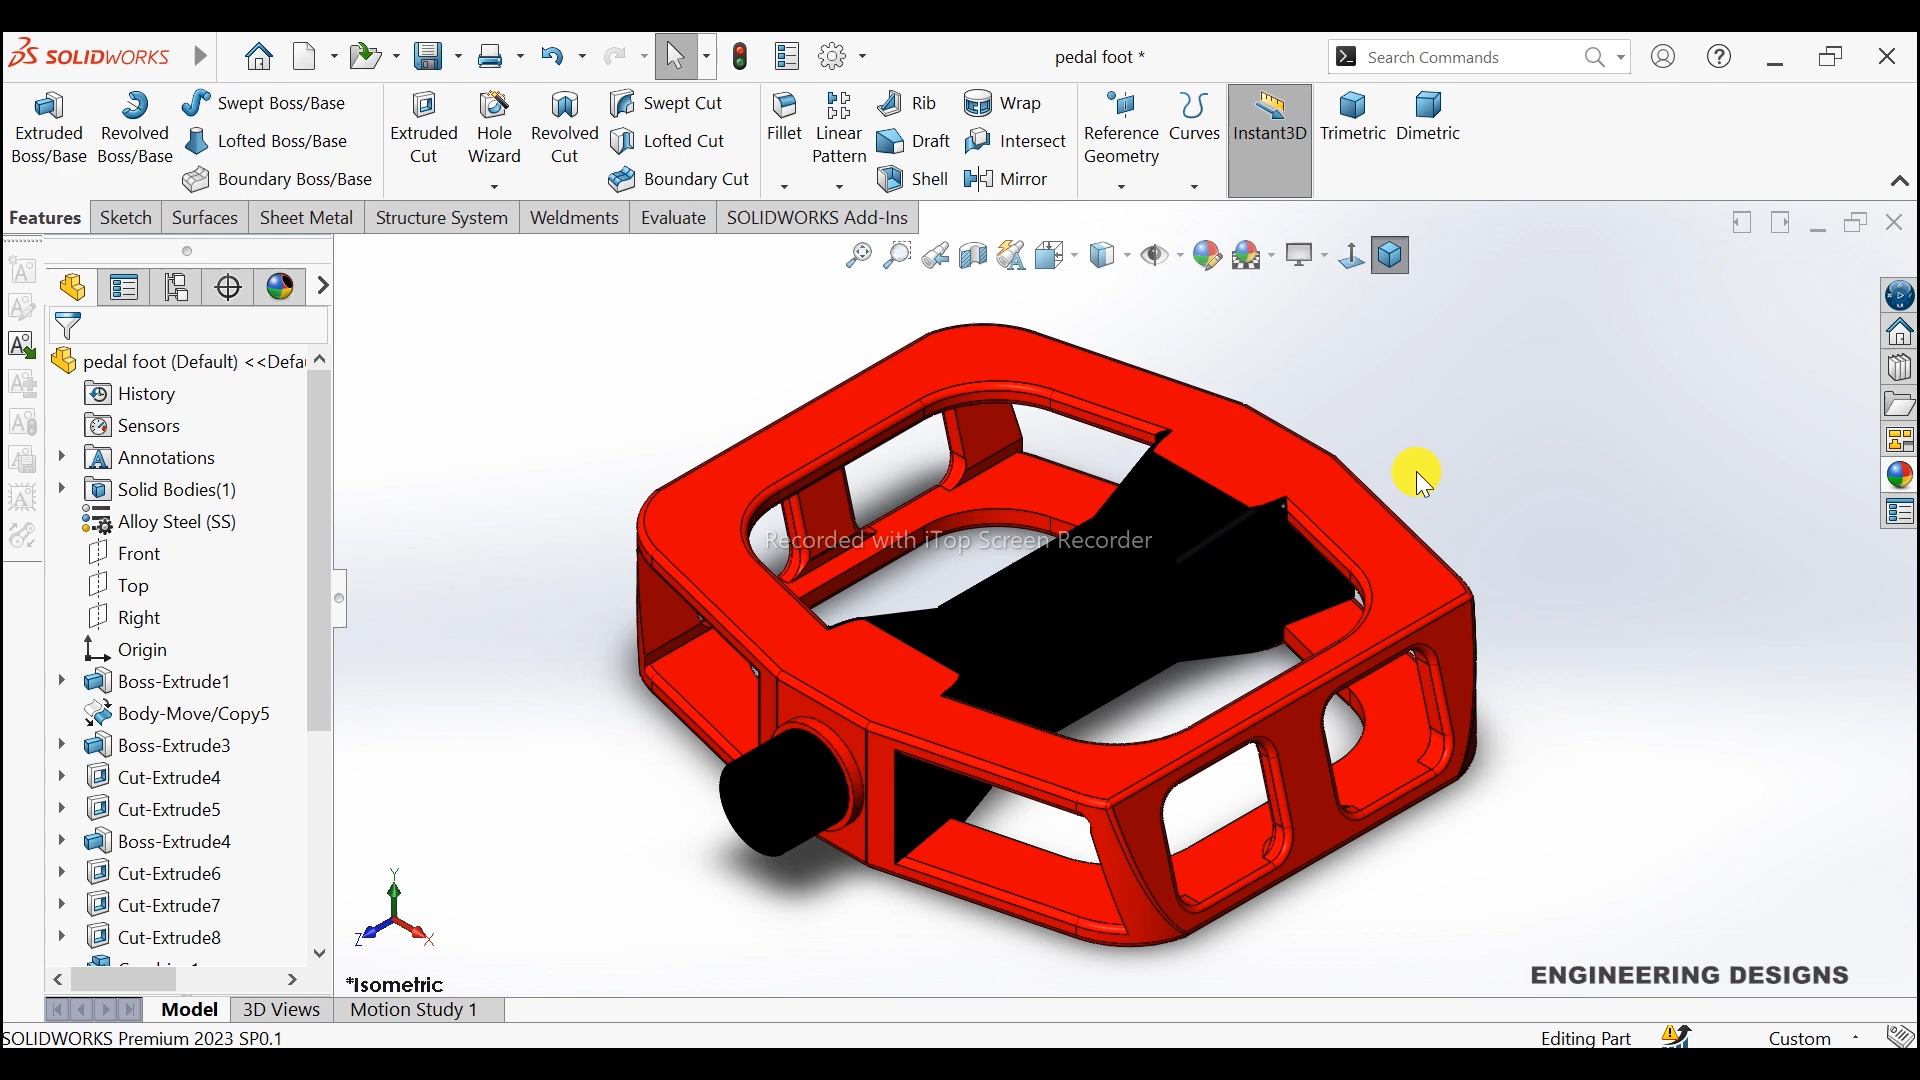 SOLIDWORKS
pedal foot *
Search Commands
Extruded Boss/Base
Revolved Boss/Base
Swept Boss/Base
Lofted Boss/Base
Boundary Boss/Base
Extruded Cut
Hole Wizard
Revolved Cut
Swept Cut
Lofted Cut
Boundary Cut
Fillet
Linear Pattern
Rib
Draft
Shell
Wrap
Intersect
Mirror
Reference Geometry
Curves
Instant3D
Trimetric
Dimetric
Features
Sketch
Surfaces
Sheet Metal
Structure System
Weldments
Evaluate
SOLIDWORKS Add-Ins
pedal foot (Default) <<Defa
History
Sensors
Annotations
Solid Bodies(1)
Alloy Steel (SS)
Front
Top
Right
Origin
Boss-Extrude1
Body-Move/Copy5
Boss-Extrude3
Cut-Extrude4
Cut-Extrude5
Boss-Extrude4
Cut-Extrude6
Cut-Extrude7
Cut-Extrude8
Recorded with iTop Screen Recorder
Y
Z
X
*Isometric
ENGINEERING DESIGNS
Model
3D Views
Motion Study 1
SOLIDWORKS Premium 2023 SP0.1
Editing Part
Custom